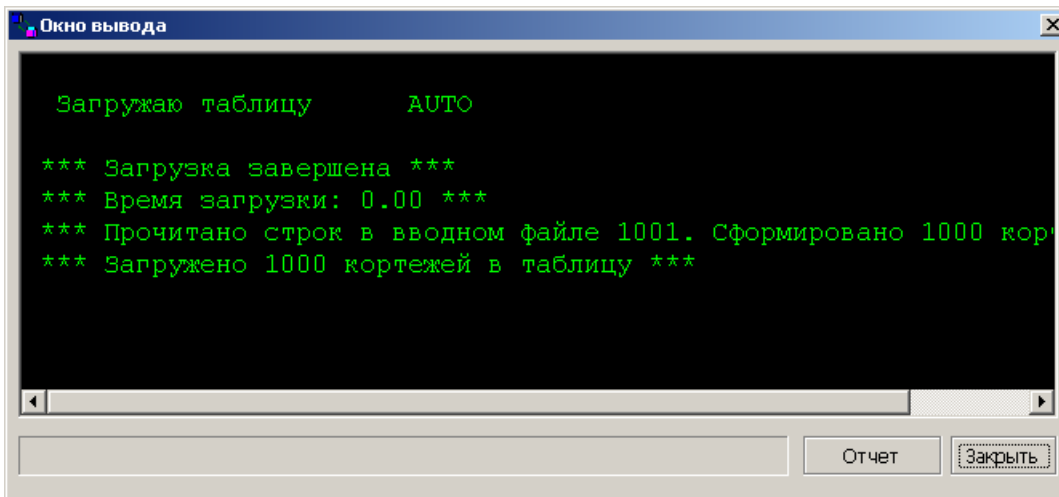 Окно вывода
Загружаю таблицу AUTO
*** Загрузка завершена ***
*** Время загрузки: 0.00 ***
*** Прочитано строк в вводном файле 1001. Сформировано 1000
*** Загружено 1000 кортежей в таблицу ***
Отчет Закрыть